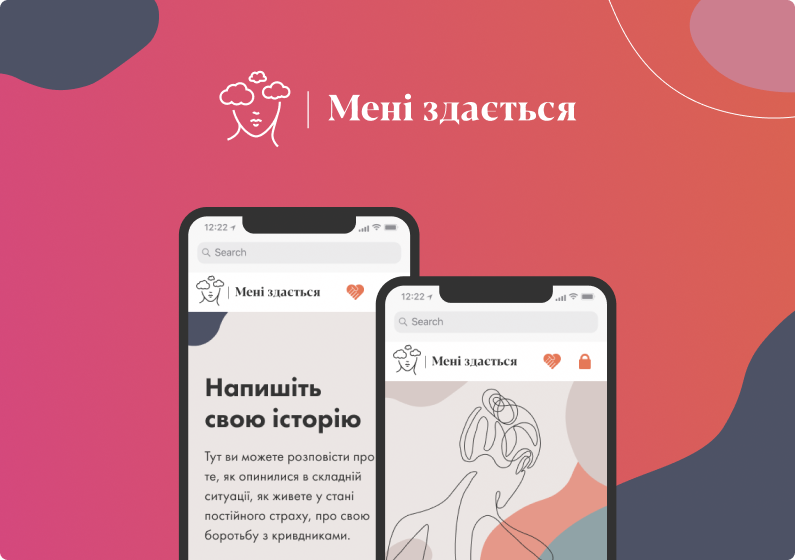 Мені здається
12:22
Search
Мені здається
Напишіть
свою історію
Тут ви можете розповісти про
те, як опинилися в складній
ситуації, як живете у стані
постійного страху, про свою
боротьбу з кривдниками.
12:22
Search
Мені здається